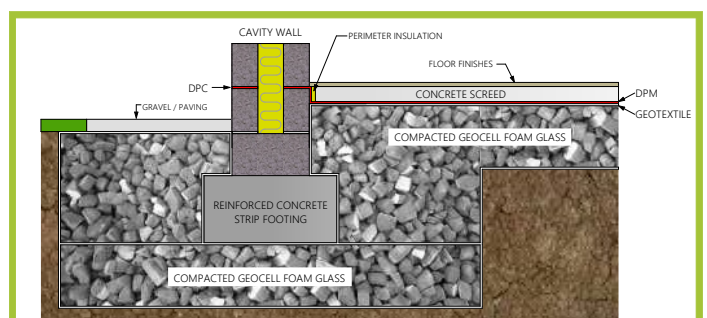 CAVITY WALL
PERIMETER INSULATION
FLOOR FINISHES
DPC
CONCRETE SCREED
DPM
GRAVEL / PAVING
GEOTEXTILE
COMPACTED GEOCELL FOAM GLASS
REINFORCED CONCRETE
STRIP FOOTING
COMPACTED GEOCELL FOAM GLASS